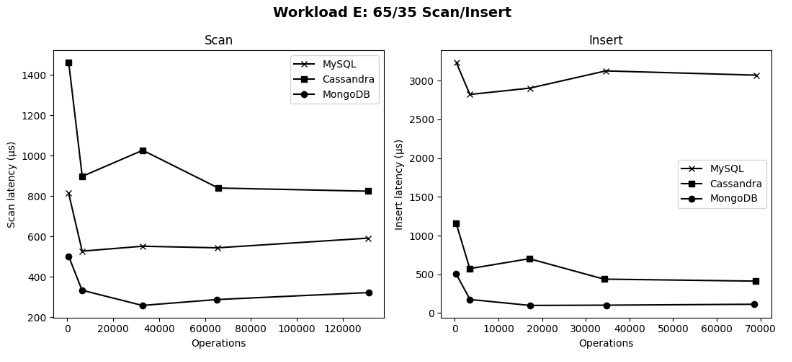 Workload E: 65/35 Scan/Insert
Scan
Scan latency (µs)
1400
1200
1000
800
600
400
200
0 20000 40000 60000 80000 100000 120000
Operations
MySQL
Cassandra
MongoDB
Insert
Insert latency (µs)
3000
2500
2000
1500
1000
500
0
0 10000 20000 30000 40000 50000 60000 70000
Operations
MySQL
Cassandra
MongoDB